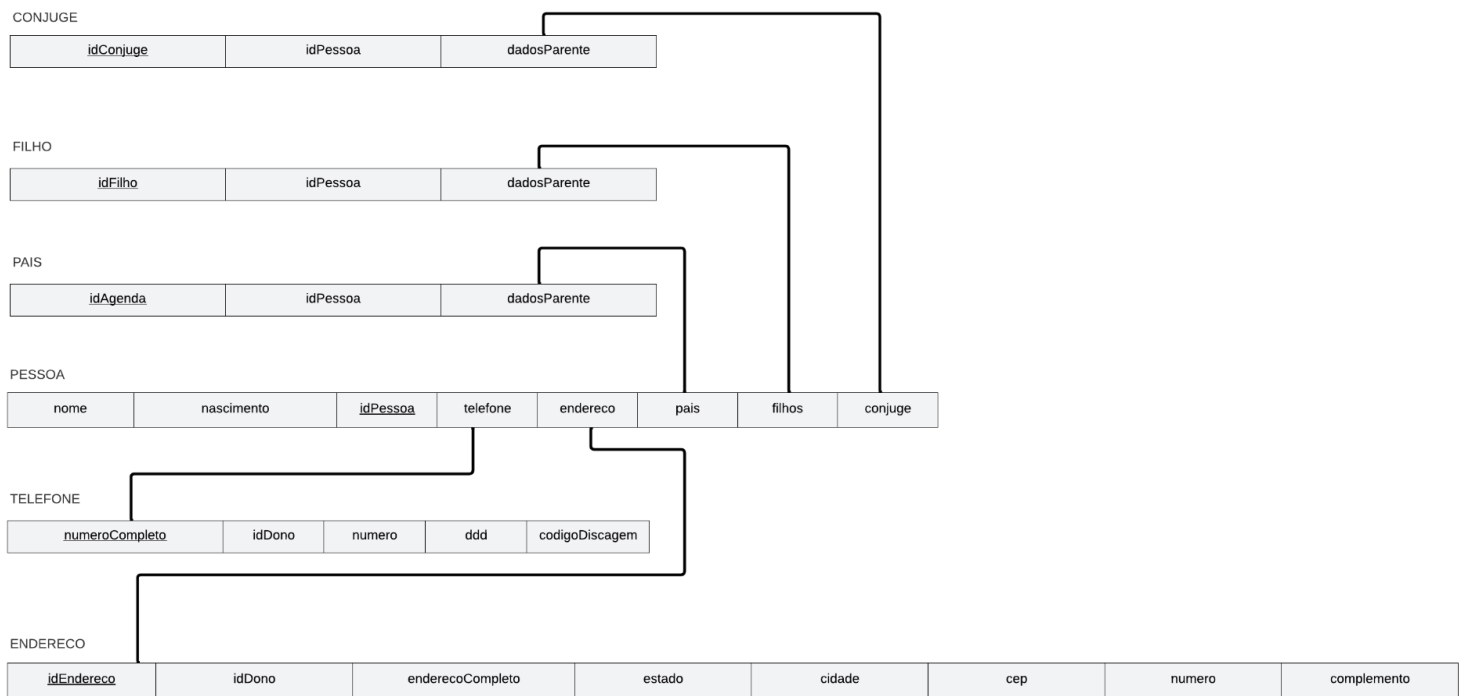 CONJUGE
idConjuge idPessoa dadosParente
FILHO
idFilho idPessoa dadosParente
PAIS
idAgenda idPessoa dadosParente
PESSOA
nome nascimento idPessoa telefone endereco pais filhos conjuge
TELEFONE
numeroCompleto idDono numero ddd codigoDiscagem
ENDERECO
idEndereco idDono enderecoCompleto estado cidade cep numero complemento